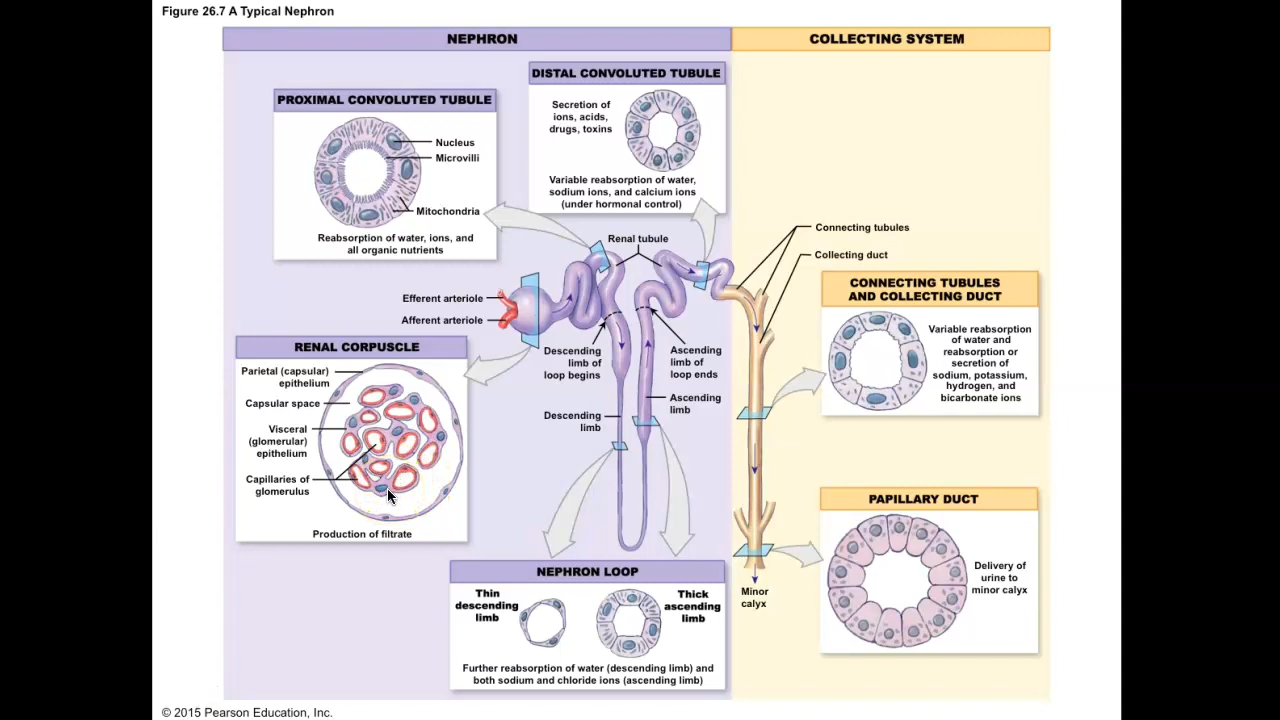 Figure 26.7 A Typical Nephron
NEPHRON
COLLECTING SYSTEM
DISTAL CONVOLUTED TUBULE
Secretion of
ions, acids,
drugs, toxins
Variable reabsorption of water,
sodium ions, and calcium ions
(under hormonal control)
PROXIMAL CONVOLUTED TUBULE
Nucleus
Microvilli
Mitochondria
Reabsorption of water, ions, and
all organic nutrients
Renal tubule
Connecting tubules
Collecting duct
Efferent arteriole
Afferent arteriole
CONNECTING TUBULES
AND COLLECTING DUCT
Variable reabsorption
of water and
reabsorption or
secretion of
sodium, potassium,
hydrogen, and
bicarbonate ions
RENAL CORPUSCLE
Parietal (capsular)
epithelium
Capsular space
Visceral
(glomerular)
epithelium
Capillaries of
glomerulus
Production of filtrate
Descending
limb of
loop begins
Ascending
limb of
loop ends
Descending
limb
Ascending
limb
PAPILLARY DUCT
Delivery of
urine to
minor calyx
Minor
calyx
NEPHRON LOOP
Thin
descending
limb
Thick
ascending
limb
Further reabsorption of water (descending limb) and
both sodium and chloride ions (ascending limb)
© 2015 Pearson Education, Inc.